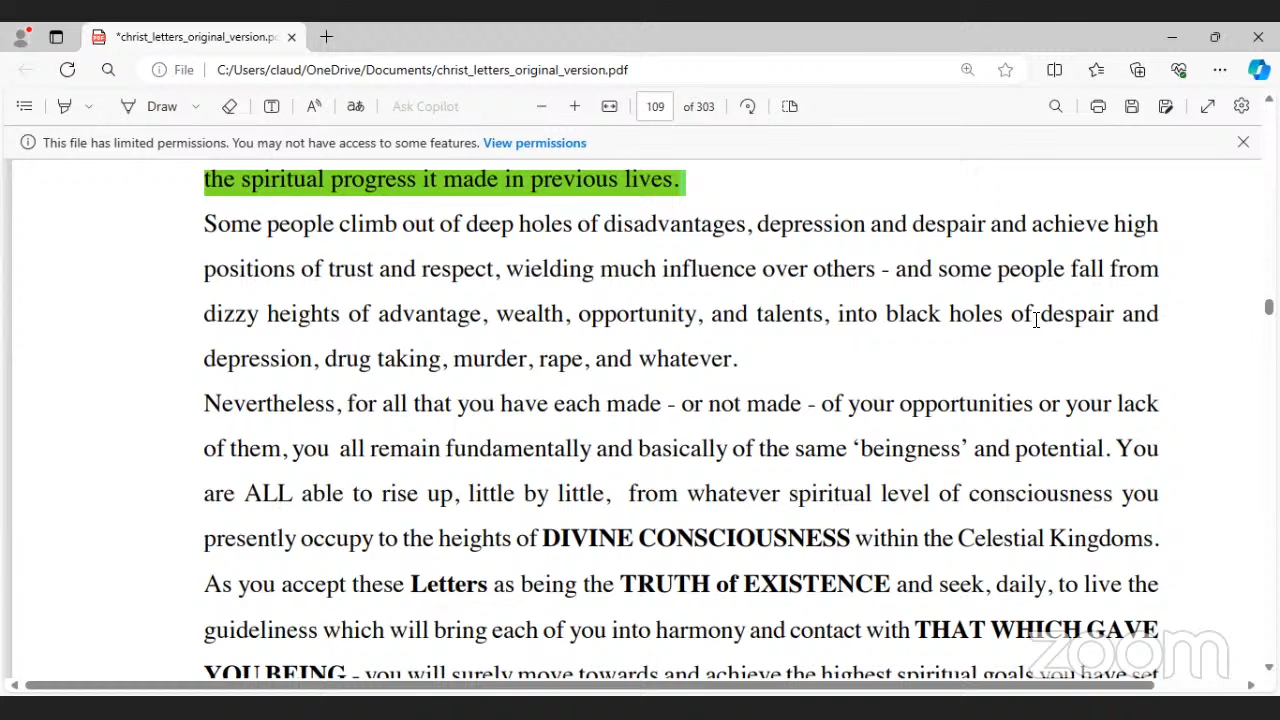 *christ_letters_original_version.pc
File C:/Users/claud/OneDrive/Documents/christ_letters_original_version.pdf
Draw Ask Copilot 109 of 303
This file has limited permissions. You may not have access to some features. View permissions
the spiritual progress it made in previous lives.
Some people climb out of deep holes of disadvantages, depression and despair and achieve high
positions of trust and respect, wielding much influence over others - and some people fall from
dizzy heights of advantage, wealth, opportunity, and talents, into black holes of despair and
depression, drug taking, murder, rape, and whatever.
Nevertheless, for all that you have each made - or not made - of your opportunities or your lack
of them, you all remain fundamentally and basically of the same ‘beingness’ and potential. You
are ALL able to rise up, little by little, from whatever spiritual level of consciousness you
presently occupy to the heights of DIVINE CONSCIOUSNESS within the Celestial Kingdoms.
As you accept these Letters as being the TRUTH of EXISTENCE and seek, daily, to live the
guideliness which will bring each of you into harmony and contact with THAT WHICH GAVE
YOU BEING - you will surely move towards and achieve the highest spiritual goals you have set
zoom